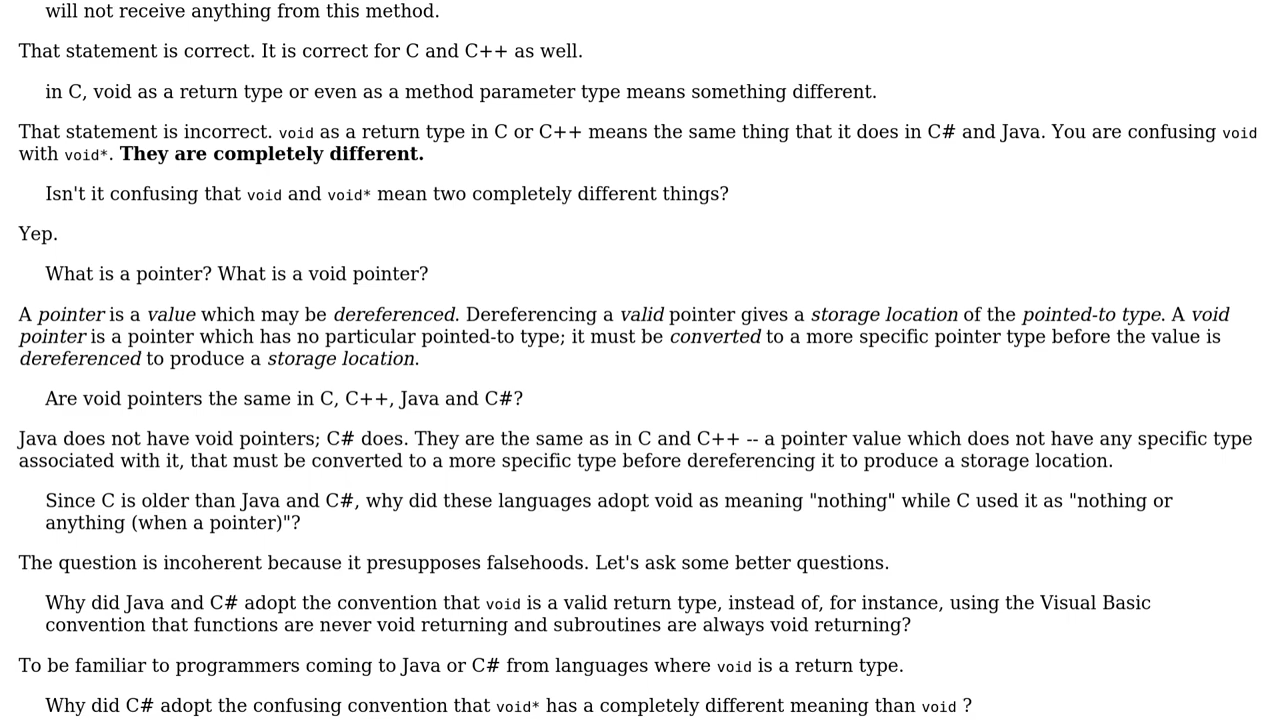 will not receive anything from this method.
That statement is correct. It is correct for C and C++ as well.
in C, void as a return type or even as a method parameter type means something different.
That statement is incorrect. void as a return type in C or C++ means the same thing that it does in C# and Java. You are confusing void
with void*. They are completely different.
Isn't it confusing that void and void* mean two completely different things?
Yep.
What is a pointer? What is a void pointer?
A pointer is a value which may be dereferenced. Dereferencing a valid pointer gives a storage location of the pointed-to type. A void
pointer is a pointer which has no particular pointed-to type; it must be converted to a more specific pointer type before the value is
dereferenced to produce a storage location.
Are void pointers the same in C, C++, Java and C#?
Java does not have void pointers; C# does. They are the same as in C and C++ -- a pointer value which does not have any specific type
associated with it, that must be converted to a more specific type before dereferencing it to produce a storage location.
Since C is older than Java and C#, why did these languages adopt void as meaning "nothing" while C used it as "nothing or
anything (when a pointer)"?
The question is incoherent because it presupposes falsehoods. Let's ask some better questions.
Why did Java and C# adopt the convention that void is a valid return type, instead of, for instance, using the Visual Basic
convention that functions are never void returning and subroutines are always void returning?
To be familiar to programmers coming to Java or C# from languages where void is a return type.
Why did C# adopt the confusing convention that void* has a completely different meaning than void ?